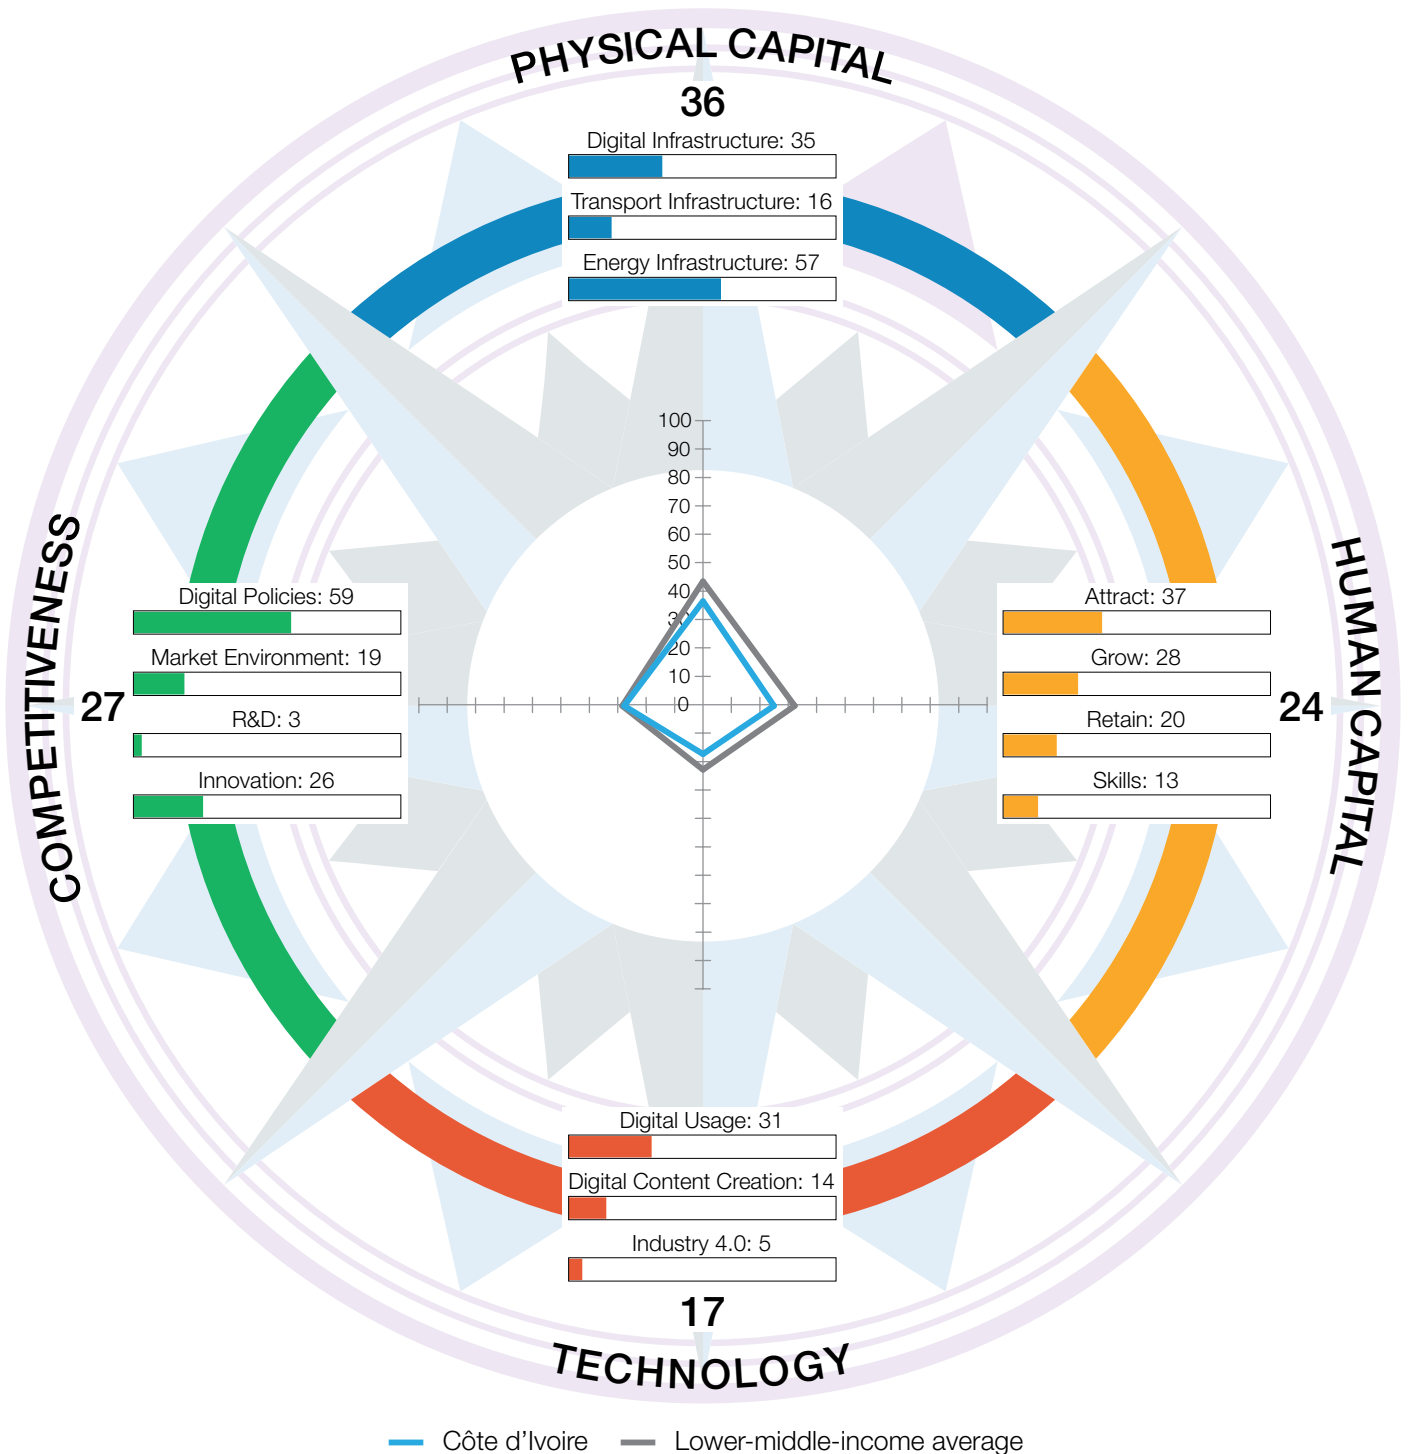 PHYSICAL CAPITAL
36
Digital Infrastructure: 35
Transport Infrastructure: 16
Energy Infrastructure: 57
COMPETITIVENESS
27
Digital Policies: 59
Market Environment: 19
R&D: 3
Innovation: 26
100
90
80
70
60
50
40
30
20
10
0
HUMAN CAPITAL
24
Attract: 37
Grow: 28
Retain: 20
Skills: 13
Digital Usage: 31
Digital Content Creation: 14
Industry 4.0: 5
17
TECHNOLOGY
Côte d’Ivoire
Lower-middle-income average